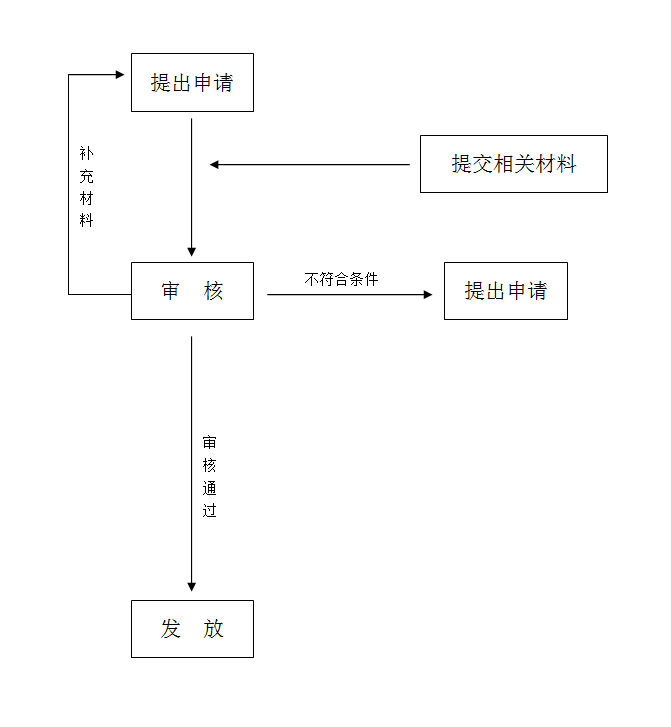 提出申请
补充材料
提交相关材料
审 核
不符合条件
提出申请
审核通过
发 放